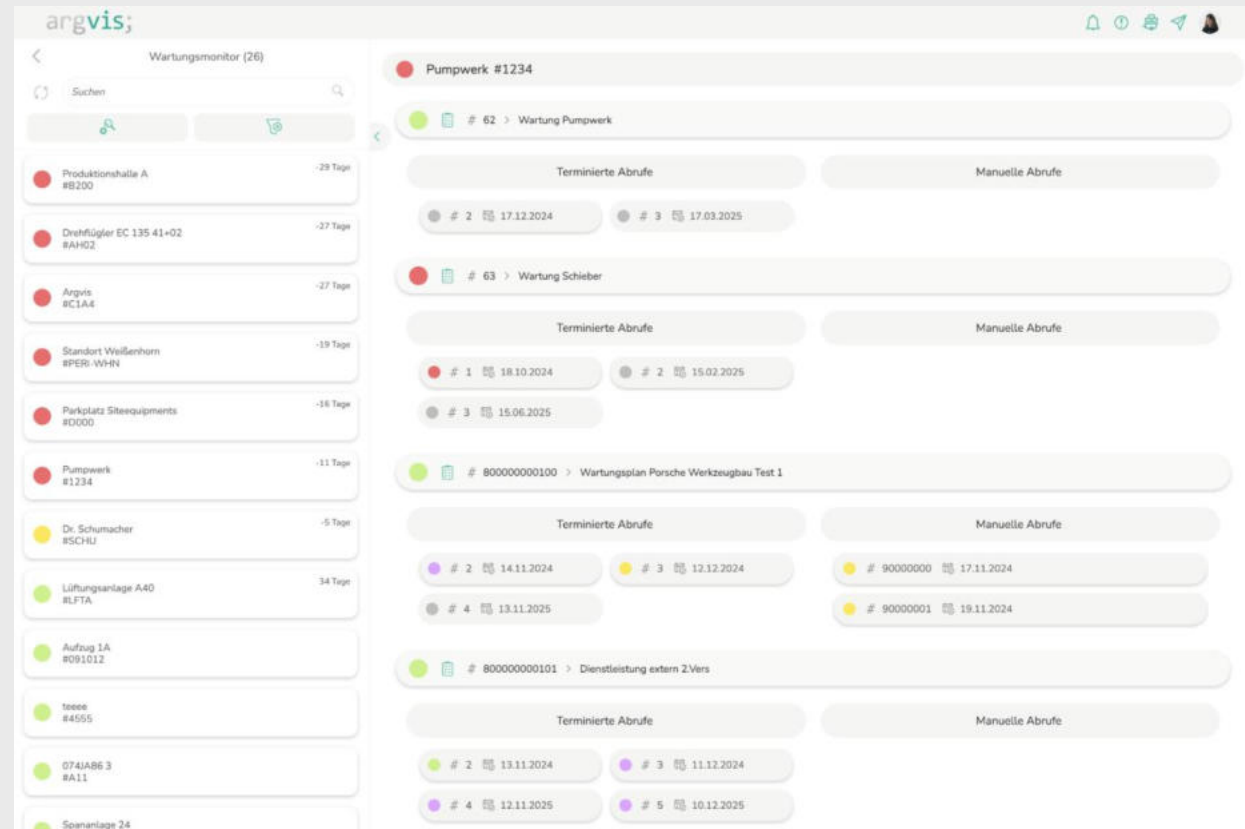 argvis;
Wartungsmonitor (26)
Suchen
Produktionshalle A
#B200
-29 Tage
Drehflügler EC 135 41+02
#AH02
-27 Tage
Argvis
#C1A4
-27 Tage
Standort Weißenhorn
#PERI-WHN
-19 Tage
Parkplatz Siteequipments
#D000
-16 Tage
Pumpwerk
#1234
-11 Tage
Dr. Schumacher
#SCHU
-5 Tage
Lüftungsanlage A40
#LFTA
34 Tage
Aufzug 1A
#091012
teeee
#4555
074JAB6 3
#A11
Spananlage 24
Pumpwerk #1234
# 62 > Wartung Pumpwerk
Terminierte Abrufe
Manuelle Abrufe
# 2 17.12.2024
# 3 17.03.2025
# 63 > Wartung Schieber
Terminierte Abrufe
Manuelle Abrufe
# 1 18.10.2024
# 2 15.02.2025
# 3 15.06.2025
# 800000000100 > Wartungsplan Porsche Werkzeugbau Test 1
Terminierte Abrufe
Manuelle Abrufe
# 2 14.11.2024
# 3 12.12.2024
# 90000000 17.11.2024
# 4 13.11.2025
# 90000001 19.11.2024
# 800000000101 > Dienstleistung extern 2.Vers
Terminierte Abrufe
Manuelle Abrufe
# 2 13.11.2024
# 3 11.12.2024
# 4 12.11.2025
# 5 10.12.2025